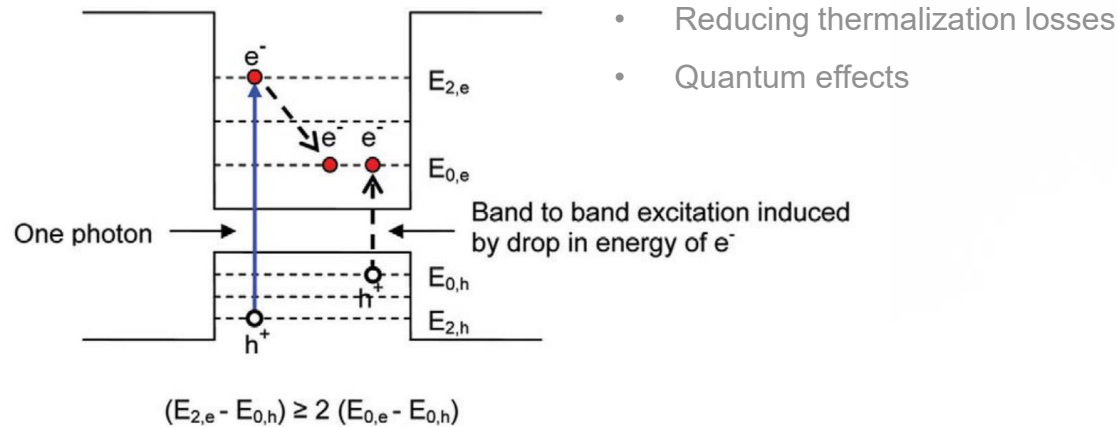 • Reducing thermalization losses
• Quantum effects
e-
E2,e
e- e-
E0,e
One photon
Band to band excitation induced
by drop in energy of e-
E0,h
h+
E2,h
h+
(E2,e - E0,h) ≥ 2 (E0,e - E0,h)